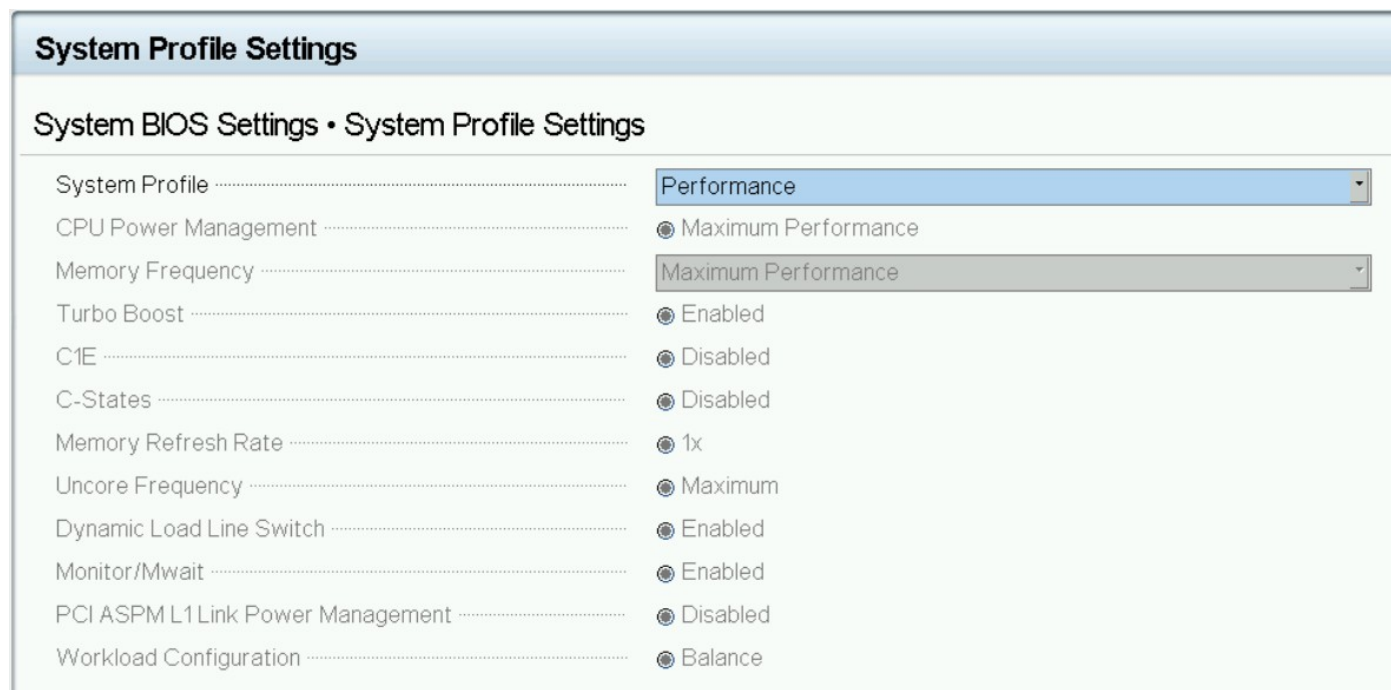 System Profile Settings
System BIOS Settings • System Profile Settings
System Profile Performance
CPU Power Management Maximum Performance
Memory Frequency Maximum Performance
Turbo Boost Enabled
C1E Disabled
C-States Disabled
Memory Refresh Rate 1x
Uncore Frequency Maximum
Dynamic Load Line Switch Enabled
Monitor/Mwait Enabled
PCI ASPM L1 Link Power Management Disabled
Workload Configuration Balance